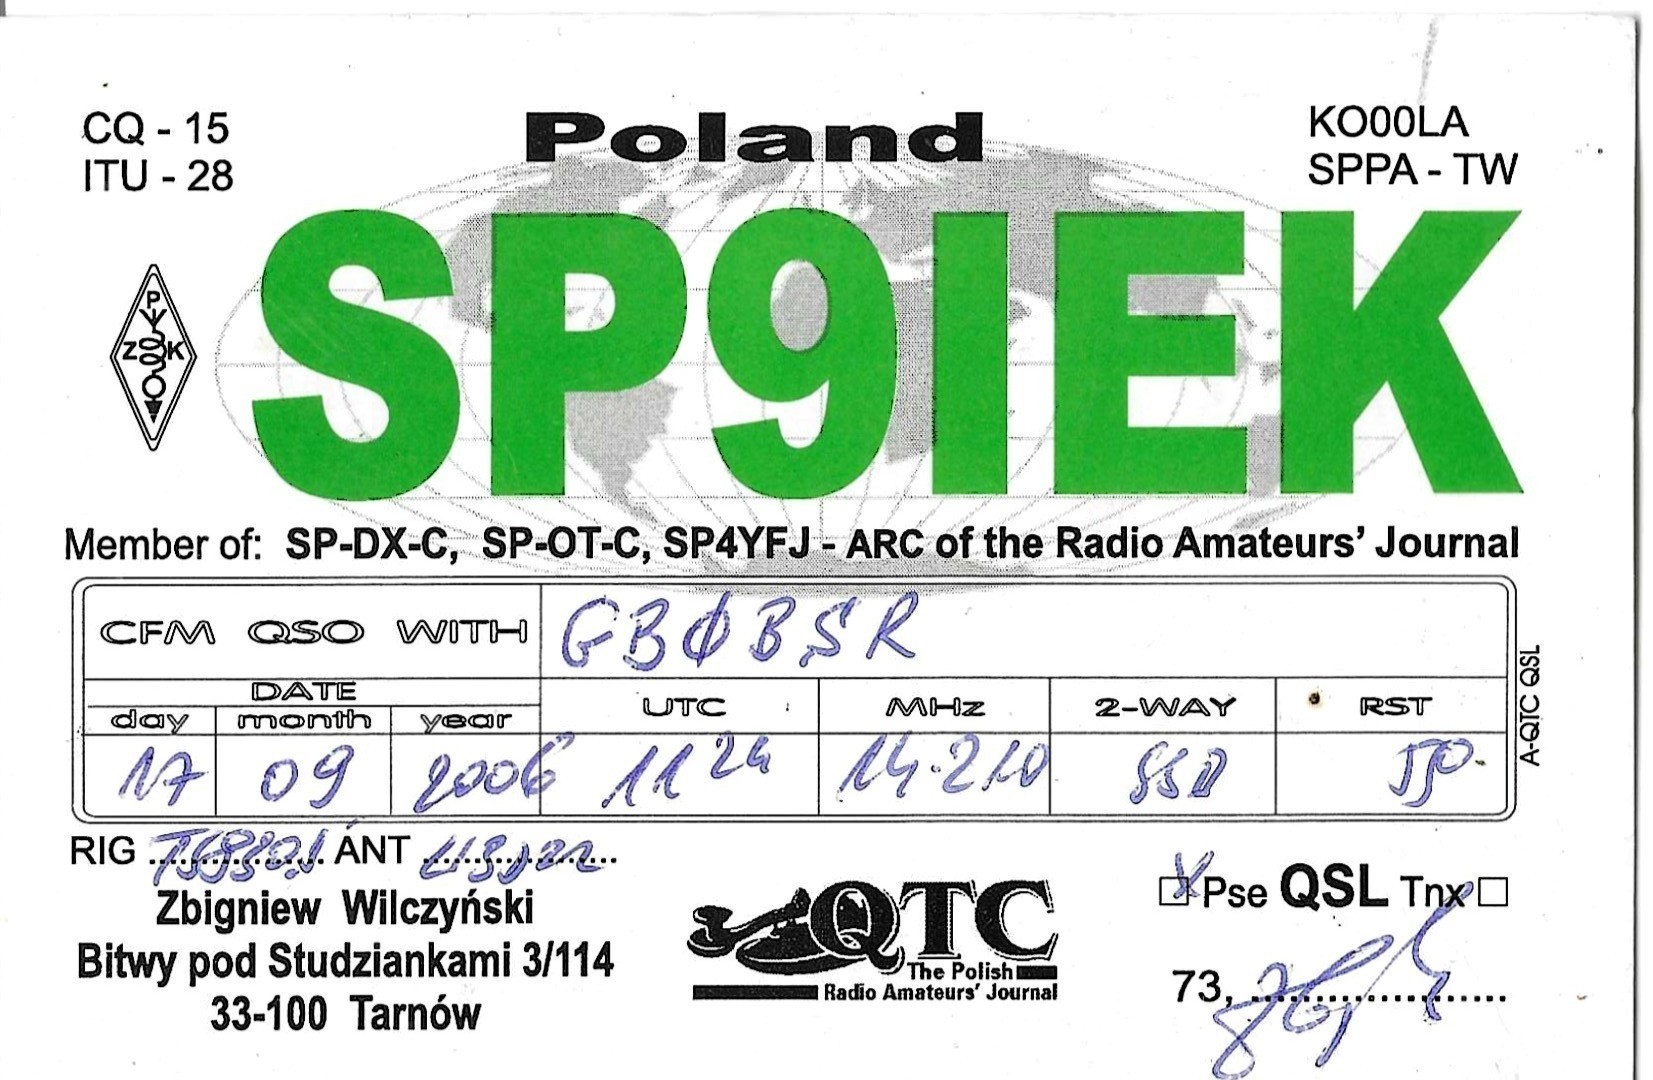 CQ - 15
ITU - 28
Poland
KO00LA
SPPA - TW
SP9IEK
PZK
Member of: SP-DX-C, SP-OT-C, SP4YFJ - ARC of the Radio Amateurs' Journal
CFM QSO WITH GBØBSR
DATE
day month year UTC MHz 2-WAY RST
17 09 2006 11 24 14.210 SSB
A-QTC QSL
RIG ANT
Zbigniew Wilczyński
Bitwy pod Studziankami 3/114
33-100 Tarnów
QTC
The Polish
Radio Amateurs' Journal
X Pse QSL Tnx
73,